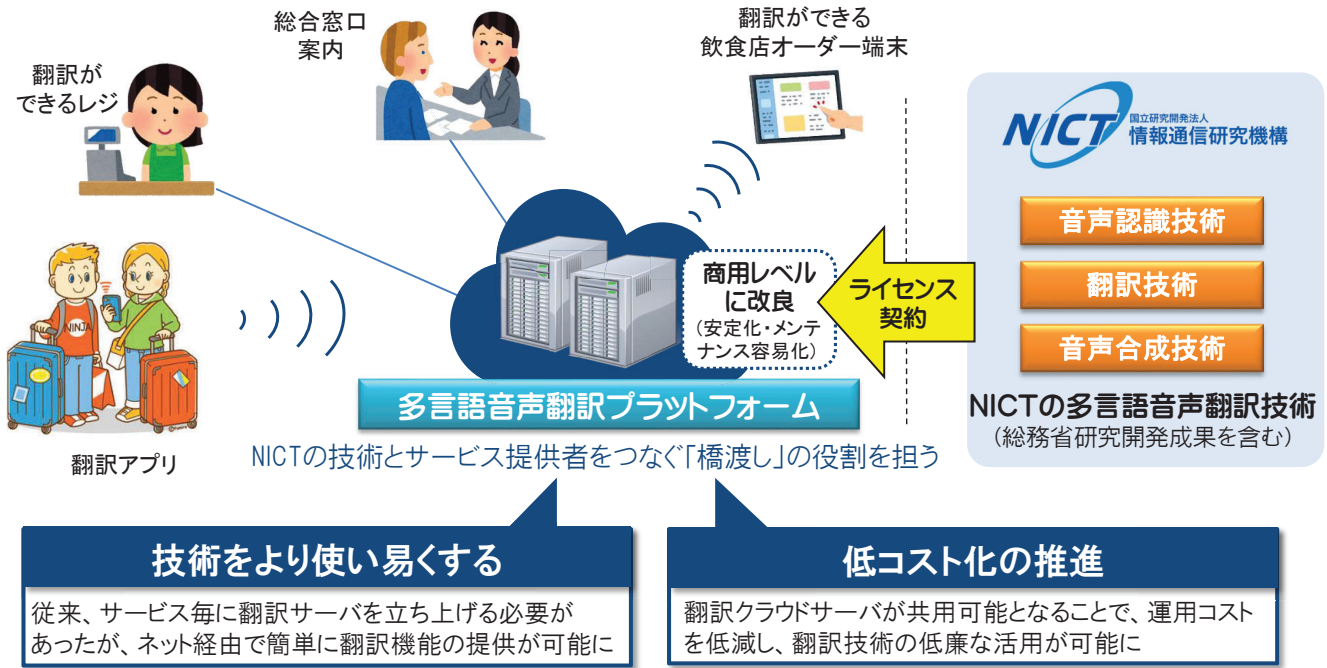 総合窓口
案内
翻訳ができる
飲食店オーダー端末
翻訳が
できるレジ
NICT
国立研究開発法人
情報通信研究機構
音声認識技術
翻訳技術
音声合成技術
NICTの多言語音声翻訳技術
(総務省研究開発成果を含む)
商用レベル
に改良
(安定化・メンテ
ナンス容易化)
ライセンス
契約
NINJA
翻訳アプリ
多言語音声翻訳プラットフォーム
NICTの技術とサービス提供者をつなぐ「橋渡し」の役割を担う
技術をより使い易くする
従来、サービス毎に翻訳サーバを立ち上げる必要が
あったが、ネット経由で簡単に翻訳機能の提供が可能に
低コスト化の推進
翻訳クラウドサーバが共用可能となることで、運用コスト
を低減し、翻訳技術の低廉な活用が可能に